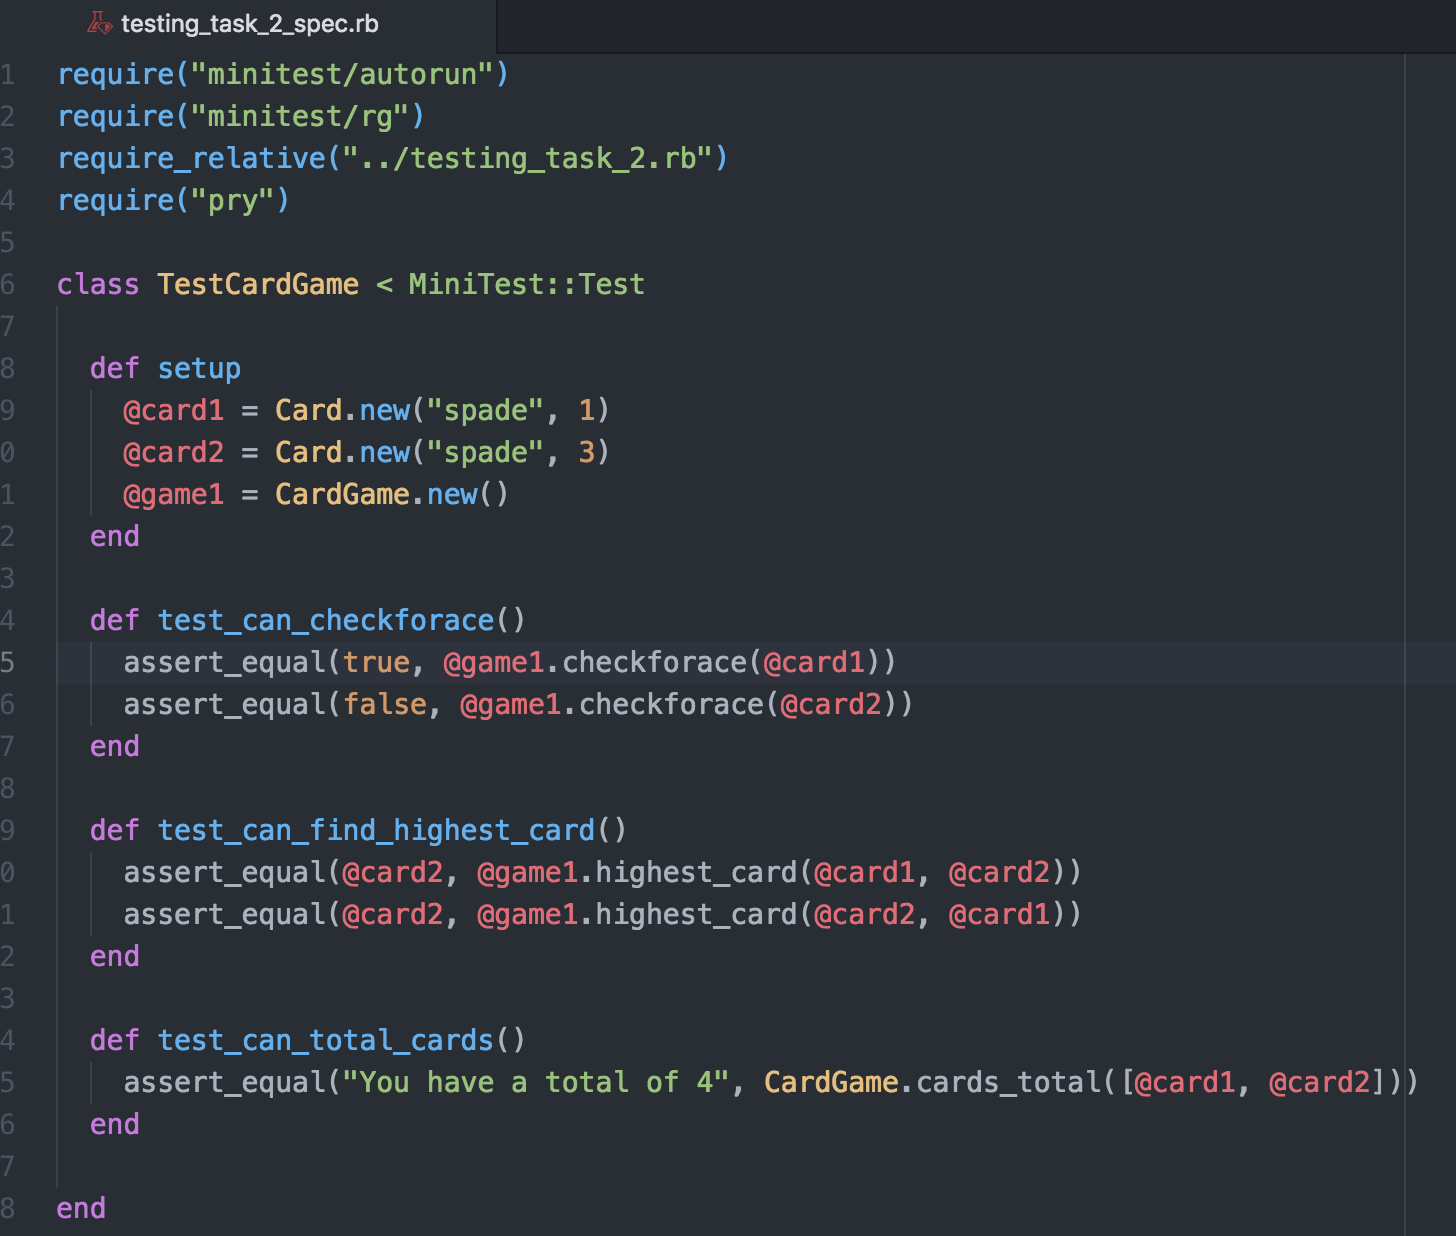 testing_task_2_spec.rb
1 require("minitest/autorun")
2 require("minitest/rg")
3 require_relative("../testing_task_2.rb")
4 require("pry")
5
6 class TestCardGame < MiniTest::Test
7
8   def setup
9     @card1 = Card.new("spade", 1)
0     @card2 = Card.new("spade", 3)
1     @game1 = CardGame.new()
2   end
3
4   def test_can_checkforace()
5     assert_equal(true, @game1.checkforace(@card1))
6     assert_equal(false, @game1.checkforace(@card2))
7   end
8
9   def test_can_find_highest_card()
0     assert_equal(@card2, @game1.highest_card(@card1, @card2))
1     assert_equal(@card2, @game1.highest_card(@card2, @card1))
2   end
3
4   def test_can_total_cards()
5     assert_equal("You have a total of 4", CardGame.cards_total([@card1, @card2]))
6   end
7
8 end